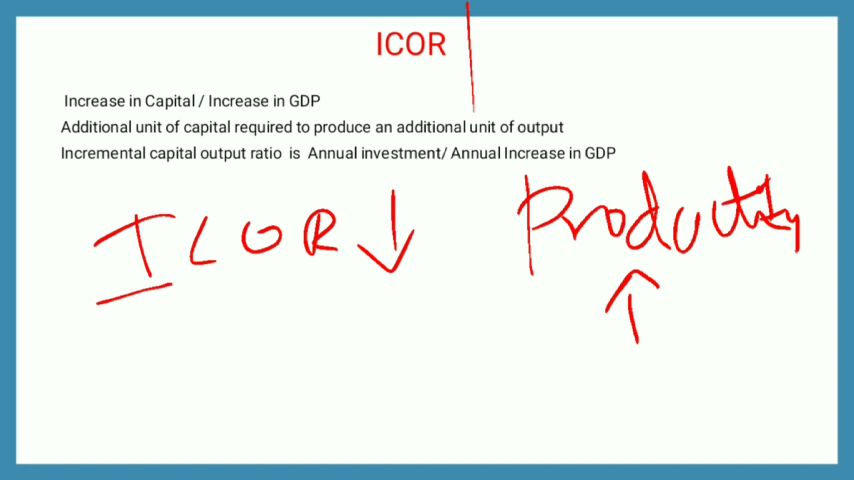 ICOR
Increase in Capital / Increase in GDP
Additional unit of capital required to produce an additional unit of output
Incremental capital output ratio is Annual investment/ Annual Increase in GDP
ICOR ↓ Productivity ↑